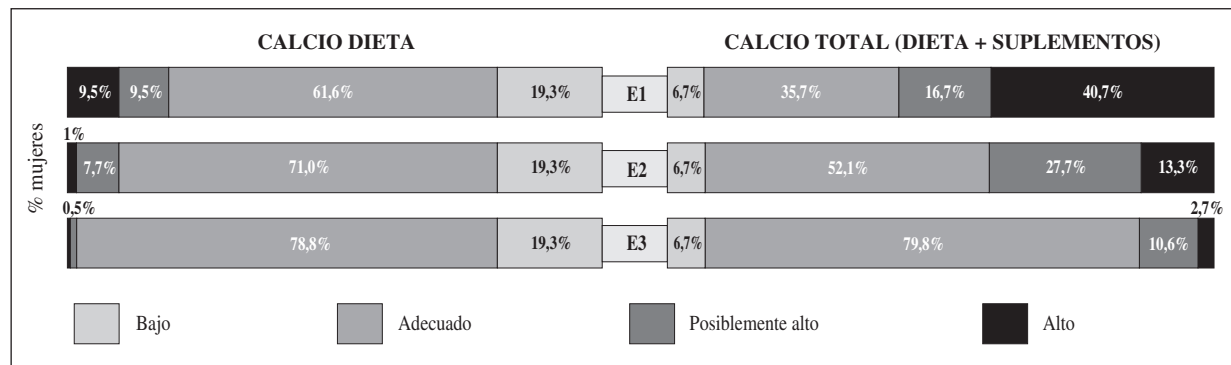 CALCIO DIETA
CALCIO TOTAL (DIETA + SUPLEMENTOS)
% mujeres
9,5% 9,5% 61,6% 19,3% E1 6,7% 35,7% 16,7% 40,7%
1%
7,7% 71,0% 19,3% E2 6,7% 52,1% 27,7% 13,3%
0,5% 2,7%
78,8% 19,3% E3 6,7% 79,8% 10,6%
Bajo Adecuado Posiblemente alto Alto